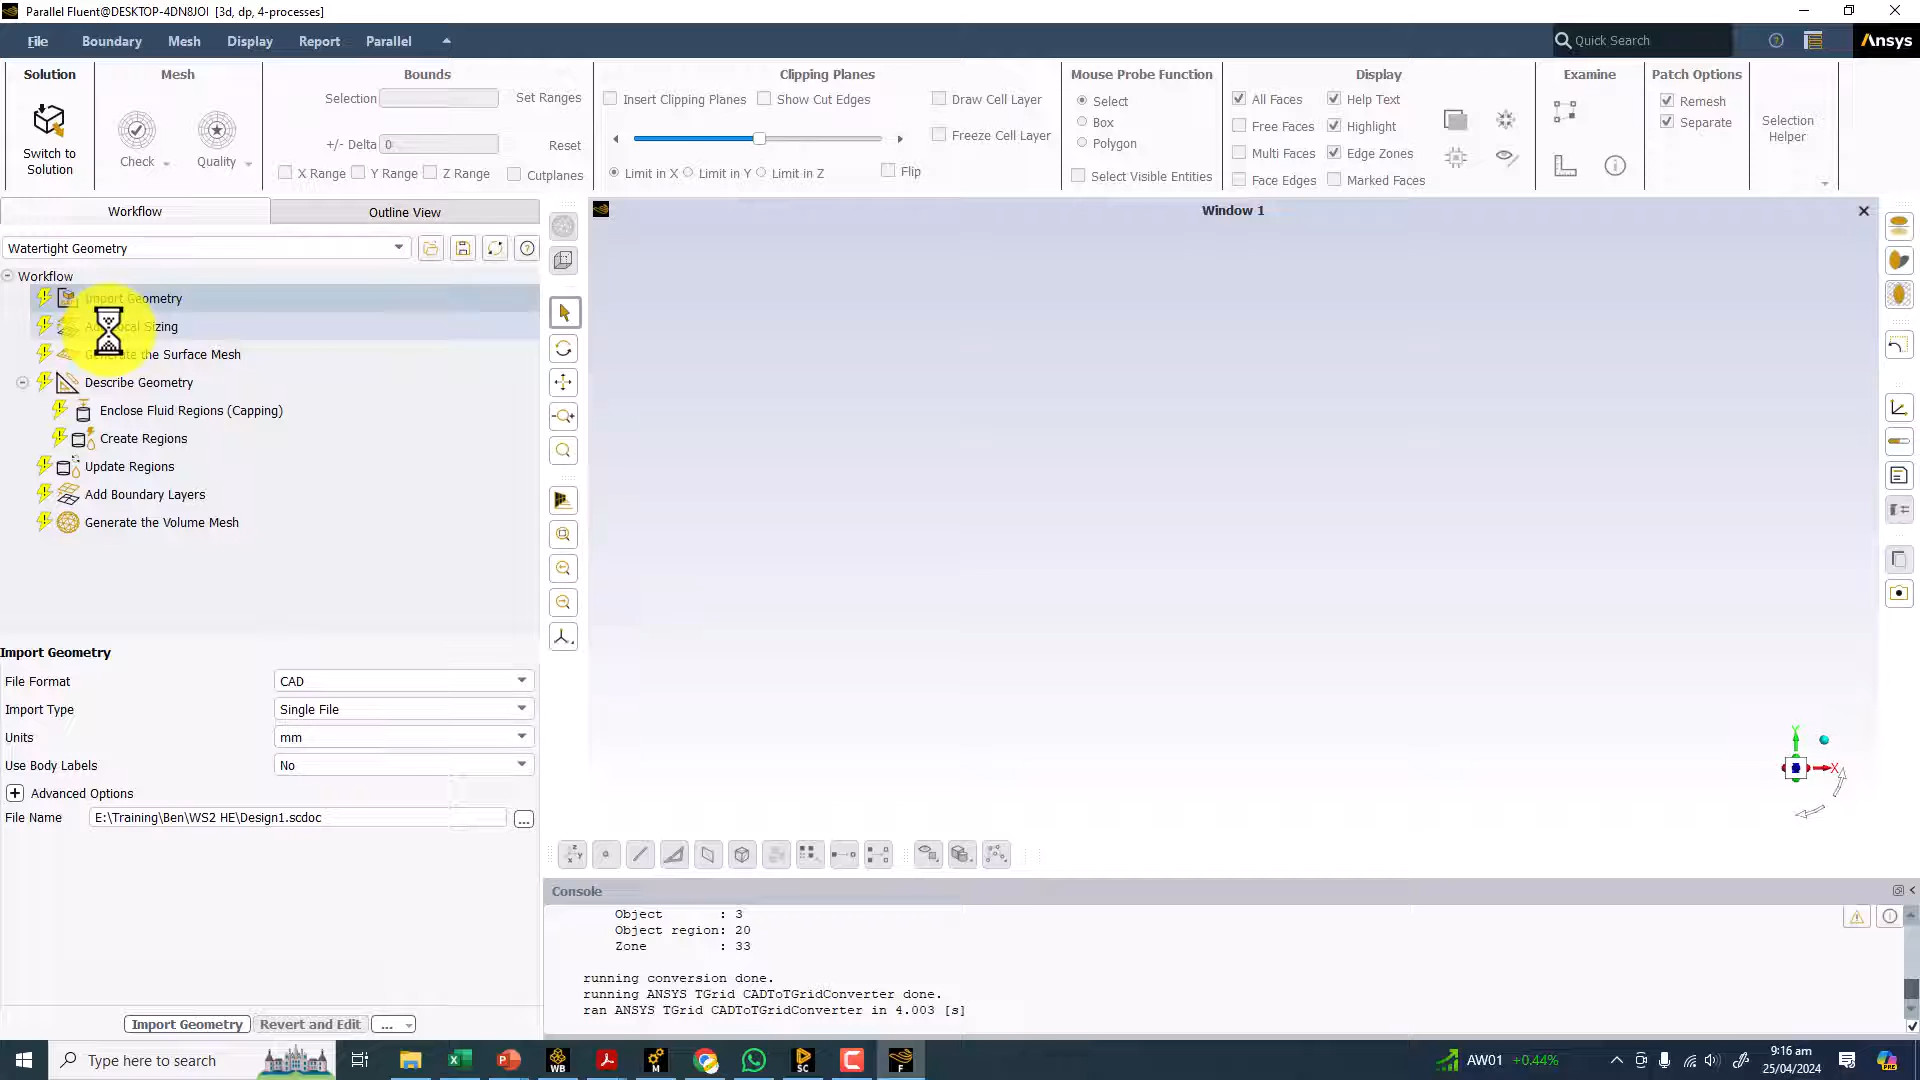 Parallel Fluent@DESKTOP-4DN8JOI [3d, dp, 4-processes]
File Boundary Mesh Display Report Parallel
Quick Search
Ansys
Solution
Mesh
Bounds
Clipping Planes
Mouse Probe Function
Display
Examine
Patch Options
Switch to
Solution
Check
Quality
Selection
Set Ranges
+/- Delta 0
Reset
X Range Y Range Z Range Cutplanes
Insert Clipping Planes Show Cut Edges
Draw Cell Layer
Freeze Cell Layer
Limit in X Limit in Y Limit in Z Flip
Select
Box
Polygon
Select Visible Entities
All Faces Help Text
Free Faces Highlight
Multi Faces Edge Zones
Face Edges Marked Faces
Remesh
Separate
Selection
Helper
Workflow
Outline View
Window 1
Watertight Geometry
Workflow
Import Geometry
Sizing
the Surface Mesh
Describe Geometry
Enclose Fluid Regions (Capping)
Create Regions
Update Regions
Add Boundary Layers
Generate the Volume Mesh
Import Geometry
File Format CAD
Import Type Single File
Units mm
Use Body Labels No
Advanced Options
File Name E:\Training\Ben\WS2 HE\Design1.scdoc
...
Import Geometry Revert and Edit ...
Y
X
Console
Object : 3
Object region: 20
Zone : 33
running conversion done.
running ANSYS TGrid CADToTGridConverter done.
ran ANSYS TGrid CADToTGridConverter in 4.003 [s]
Type here to search
WB
M
SC
F
AW01 +0.44%
9:16 am
25/04/2024